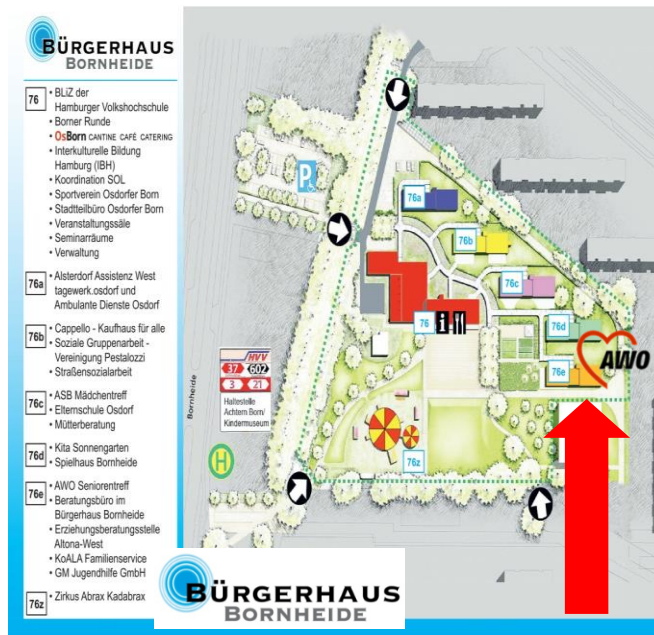 BÜRGERHAUS
BORNHEIDE
76
• BLiZ der
Hamburger Volkshochschule
• Borner Runde
• OsBorn CANTINE CAFÉ CATERING
• Interkulturelle Bildung
Hamburg (IBH)
• Koordination SOL
• Sportverein Osdorfer Born
• Stadtteilbüro Osdorfer Born
• Veranstaltungssäle
• Seminarräume
• Verwaltung
76a
• Alsterdorf Assistenz West
tagewerk.osdorf und
Ambulante Dienste Osdorf
76b
• Cappello - Kaufhaus für alle
• Soziale Gruppenarbeit -
Vereinigung Pestalozzi
• Straßensozialarbeit
76c
• ASB Mädchentreff
• Elternschule Osdorf
• Mütterberatung
76d
• Kita Sonnengarten
• Spielhaus Bornheide
76e
• AWO Seniorentreff
• Beratungsbüro im
Bürgerhaus Bornheide
• Erziehungsberatungsstelle
Altona-West
• KoALA Familienservice
• GM Jugendhilfe GmbH
76z
• Zirkus Abrax Kadabrax
P
76a
76b
76c
76 i
76d
76e
AWO
HVV
37 602
3 21
Haltestelle
Achtern Born/
Kindermuseum
Bornheide
H
76z
BÜRGERHAUS
BORNHEIDE